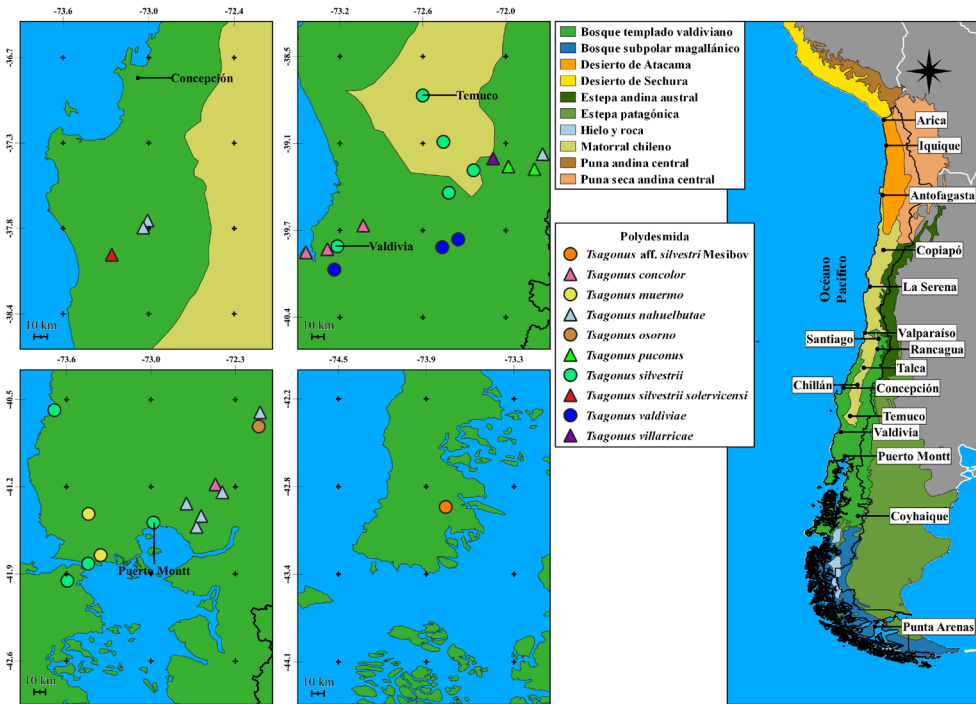 -73.6
-73.0
-72.4
-36.7
-37.3
-37.8
-38.4
Concepción
10 km
-73.2
-72.6
-72.0
-38.5
-39.1
-39.7
-40.4
Temuco
Valdivia
10 km
-73.6
-73.0
-72.3
-40.5
-41.2
-41.9
-42.6
Puerto Montt
10 km
-74.5
-73.9
-73.3
-42.2
-42.8
-43.4
-44.1
10 km
Bosque templado valdiviano
Bosque subpolar magallánico
Desierto de Atacama
Desierto de Sechura
Estepa andina austral
Estepa patagónica
Hielo y roca
Matorral chileno
Puna andina central
Puna seca andina central
Polydesmida
Tsagonus aff. silvestri Mesibov
Tsagonus concolor
Tsagonus muermo
Tsagonus nahuelbutae
Tsagonus osorno
Tsagonus puconus
Tsagonus silvestrii
Tsagonus silvestrii solervicensi
Tsagonus valdiviae
Tsagonus villarricae
Océano
Pacífico
Arica
Iquique
Antofagasta
Copiapó
La Serena
Valparaíso
Santiago
Rancagua
Talca
Chillán
Concepción
Temuco
Valdivia
Puerto Montt
Coyhaique
Punta Arenas